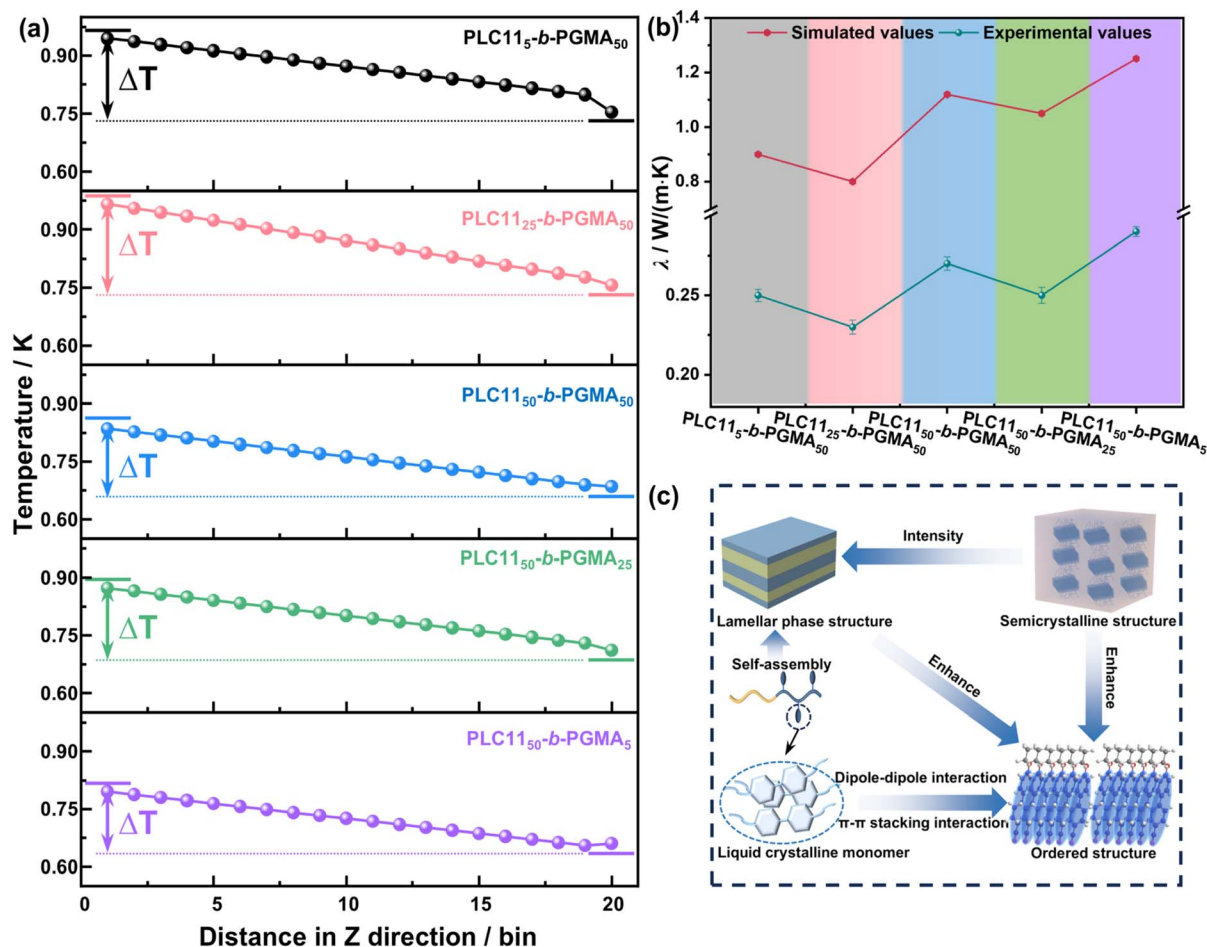 (a)
Temperature / K
PLC11₅-b-PGMA₅₀
0.90
ΔT
0.75
0.60
PLC11₂₅-b-PGMA₅₀
0.90
ΔT
0.75
0.60
PLC11₅₀-b-PGMA₅₀
0.90
ΔT
0.75
0.60
PLC11₅₀-b-PGMA₂₅
0.90
ΔT
0.75
0.60
PLC11₅₀-b-PGMA₅
0.90
ΔT
0.75
0.60
0 5 10 15 20
Distance in Z direction / bin
(b)
1.4
Simulated values Experimental values
1.2
1.0
0.8
λ / W/(m·K)
0.25
0.20
PLC11₅-b-PGMA₅₀
PLC11₂₅-b-PGMA₅₀
PLC11₅₀-b-PGMA₅₀
PLC11₅₀-b-PGMA₂₅
PLC11₅₀-b-PGMA₅
(c)
Intensity
Lamellar phase structure
Semicrystalline structure
Self-assembly
Enhance
Enhance
Dipole-dipole interaction
π-π stacking interaction
Liquid crystalline monomer
Ordered structure